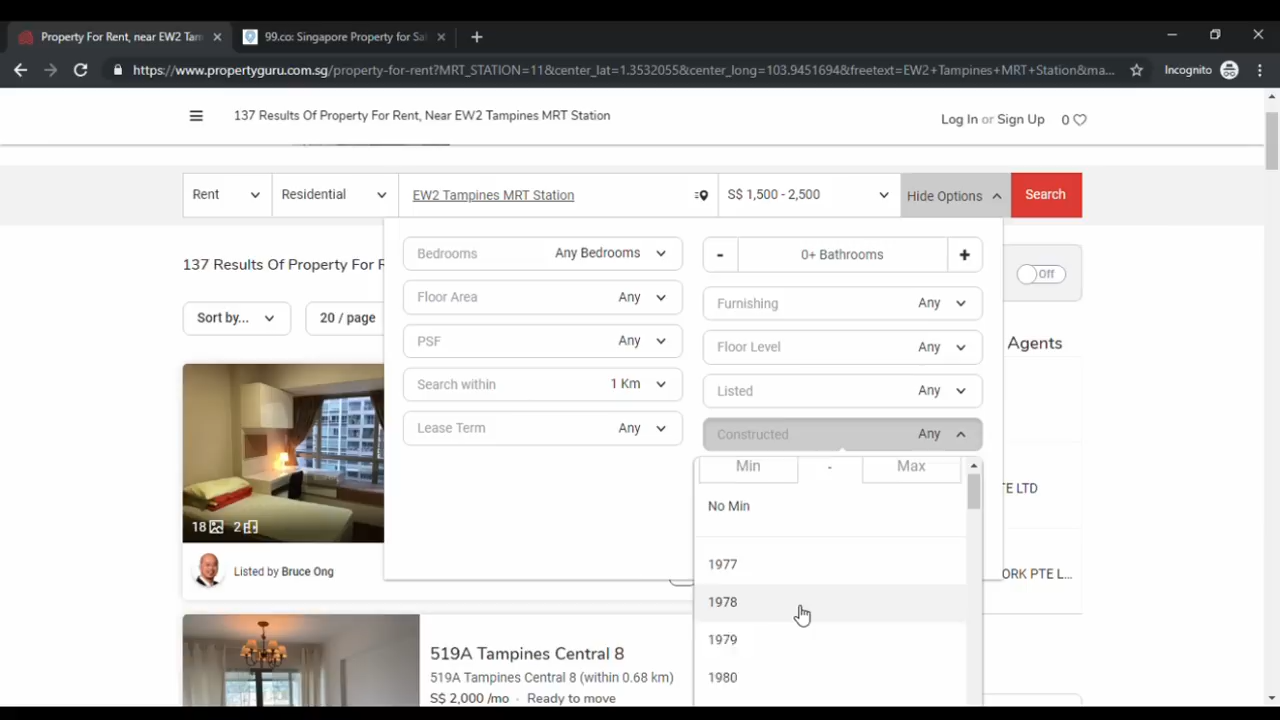 Property For Rent, near EW2 Tam
99.co: Singapore Property for Sal
https://www.propertyguru.com.sg/property-for-rent?MRT_STATION=11&center_lat=1.3532055&center_long=103.9451694&freetext=EW2+Tampines+MRT+Station&ma...
Incognito
137 Results Of Property For Rent, Near EW2 Tampines MRT Station
Log In or Sign Up 0
Rent
Residential
EW2 Tampines MRT Station
S$ 1,500 - 2,500
Hide Options
Search
137 Results Of Property For R
Bedrooms Any Bedrooms
- 0+ Bathrooms +
Off
Floor Area Any
Furnishing Any
Sort by...
20 / page
PSF Any
Floor Level Any
Agents
Search within 1 Km
Listed Any
Lease Term Any
Constructed Any
Min - Max
No Min
1977
1978
1979
1980
TE LTD
ORK PTE L...
18 2
Listed by Bruce Ong
519A Tampines Central 8
519A Tampines Central 8 (within 0.68 km)
S$ 2,000 /mo · Ready to move